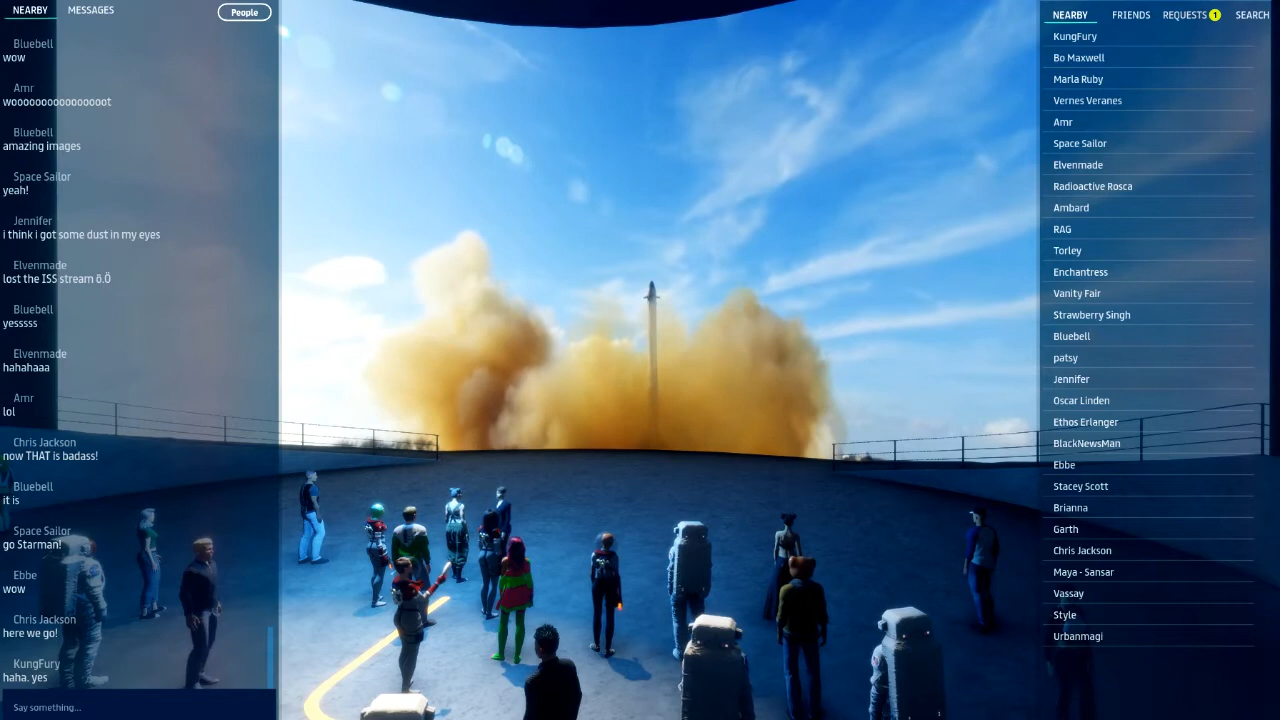 NEARBY MESSAGES People
Bluebell
wow
Amr
woooooooooooooooot
Bluebell
amazing images
Space Sailor
yeah!
Jennifer
i think i got some dust in my eyes
Elvenmade
lost the ISS stream õ.Ö
Bluebell
yesssss
Elvenmade
hahahaaa
Amr
lol
Chris Jackson
now THAT is badass!
Bluebell
it is
Space Sailor
go Starman!
Ebbe
wow
Chris Jackson
here we go!
KungFury
haha. yes
Say something...
NEARBY FRIENDS REQUESTS 1 SEARCH
KungFury
Bo Maxwell
Marla Ruby
Vernes Veranes
Amr
Space Sailor
Elvenmade
Radioactive Rosca
Ambard
RAG
Torley
Enchantress
Vanity Fair
Strawberry Singh
Bluebell
patsy
Jennifer
Oscar Linden
Ethos Erlanger
BlackNewsMan
Ebbe
Stacey Scott
Brianna
Garth
Chris Jackson
Maya - Sansar
Vassay
Style
Urbanmagi